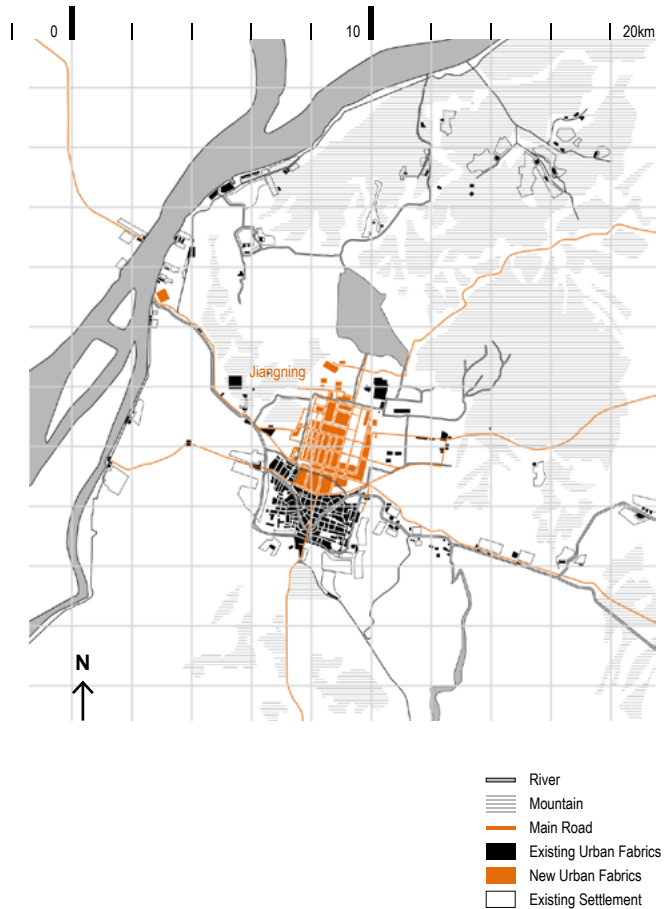 0 10 20km
Jiangning
N
River
Mountain
Main Road
Existing Urban Fabrics
New Urban Fabrics
Existing Settlement